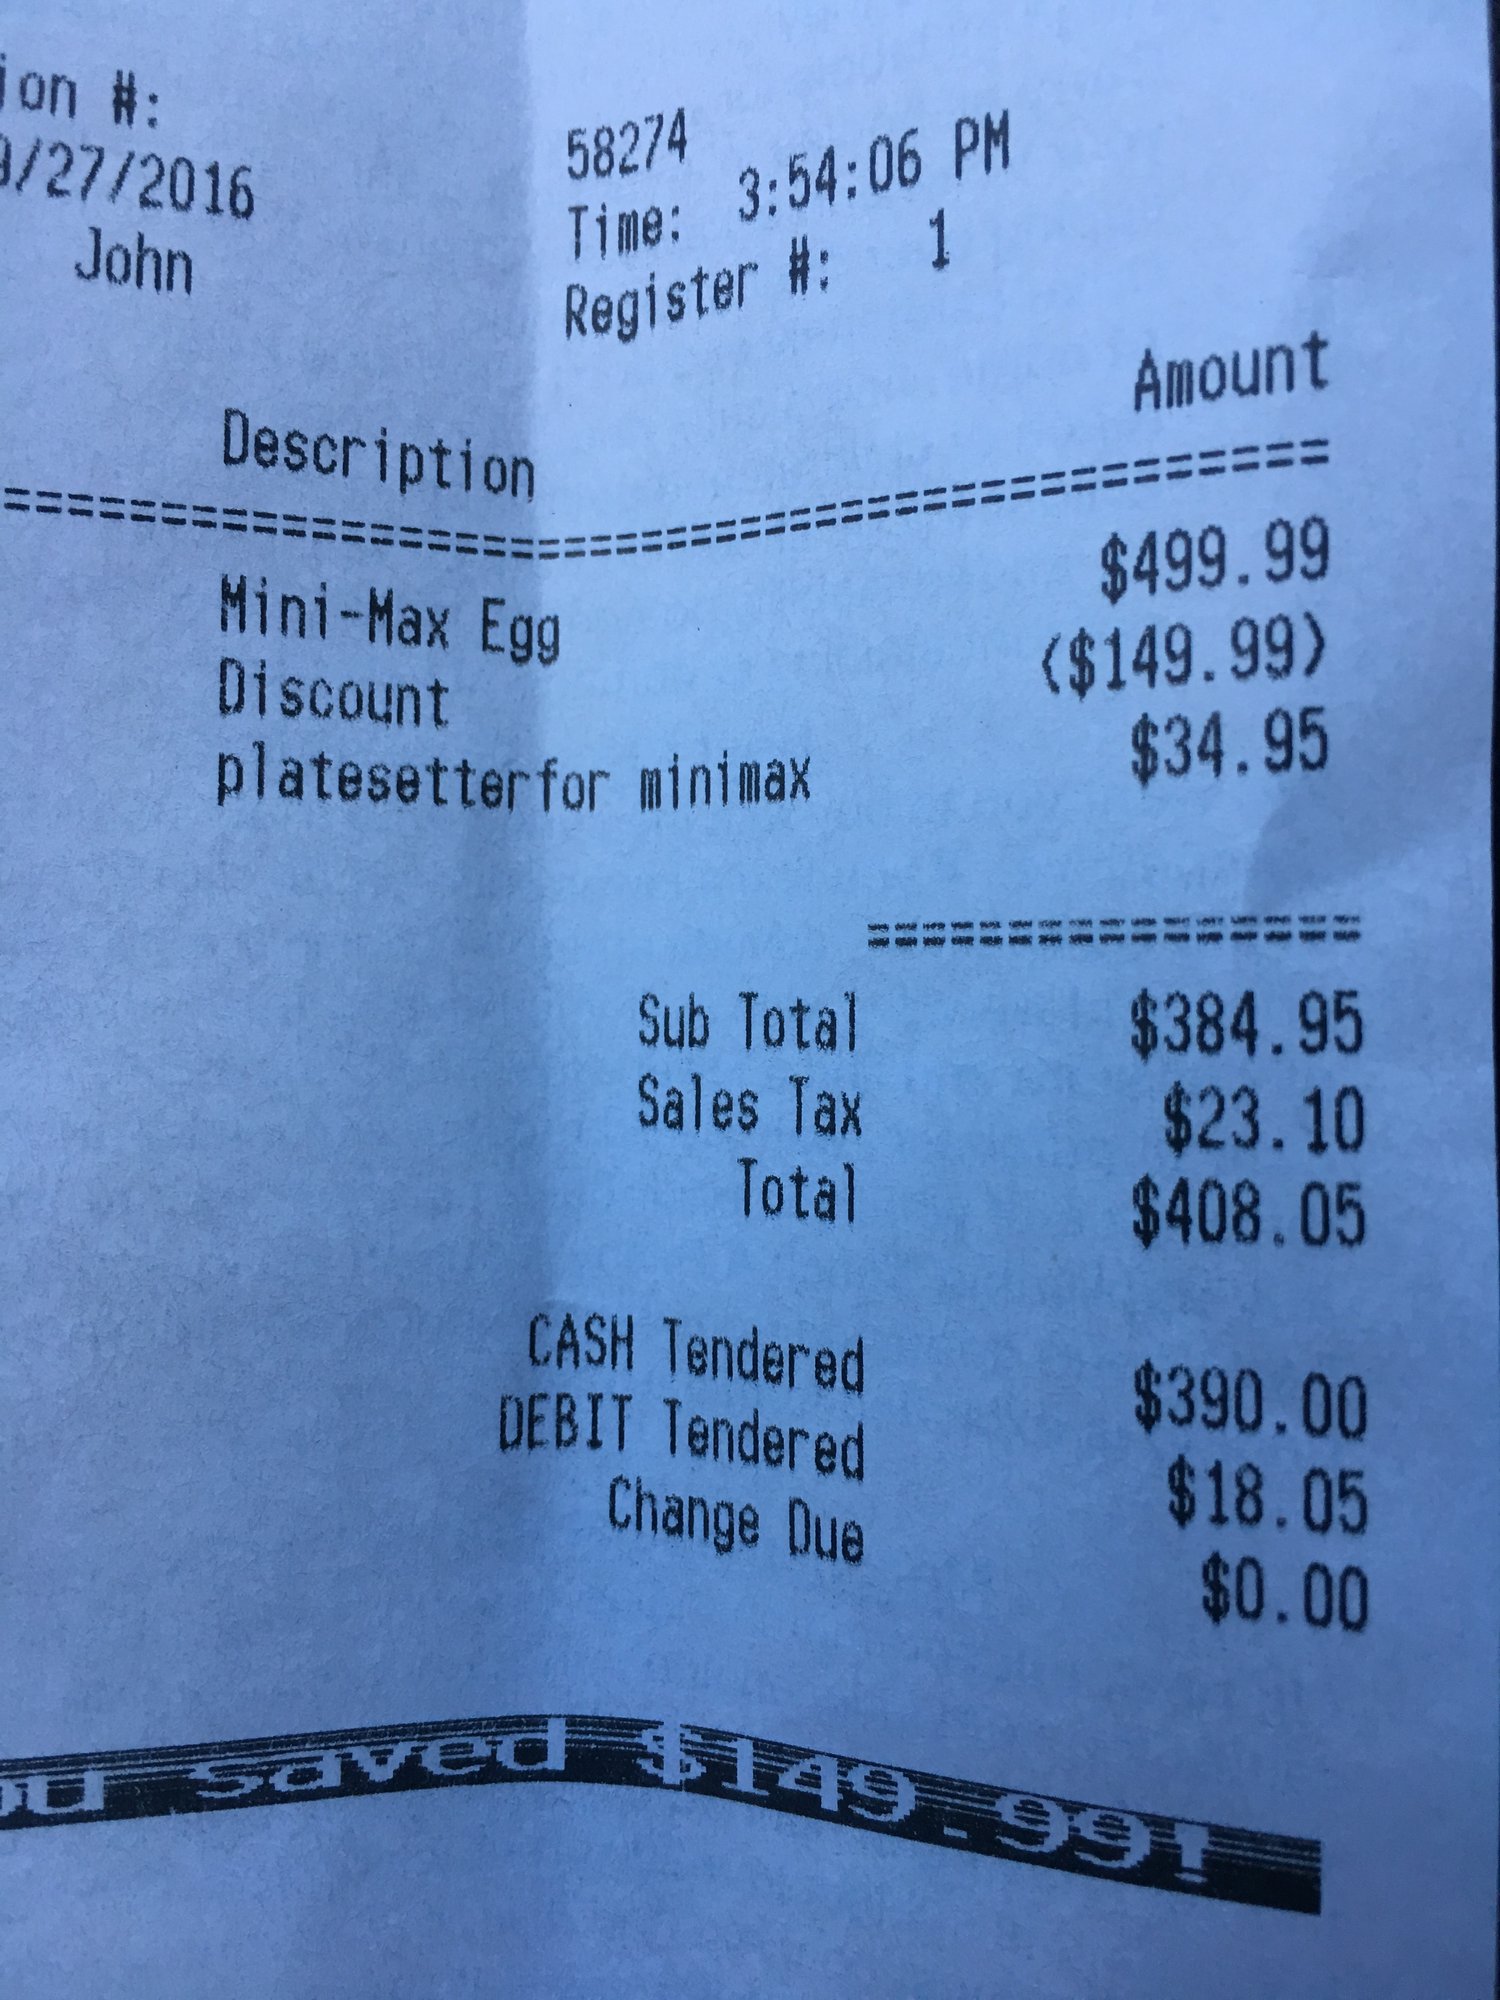 ion #: 58274
9/27/2016 Time: 3:54:06 PM
John Register #: 1
Description Amount
Mini-Max Egg $499.99
Discount ($149.99)
platesetterfor minimax $34.95
Sub Total $384.95
Sales Tax $23.10
Total $408.05
CASH Tendered $390.00
DEBIT Tendered $18.05
Change Due $0.00
ou saved $149.99!